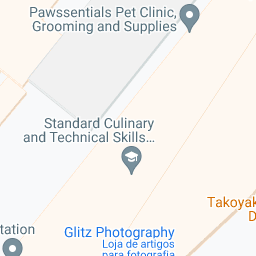 Pawssentials Pet Clinic,
Grooming and Supplies
Standard Culinary
and Technical Skills...
Takoyak
D
Glitz Photography
Loja de artigos
para fotografia
tation